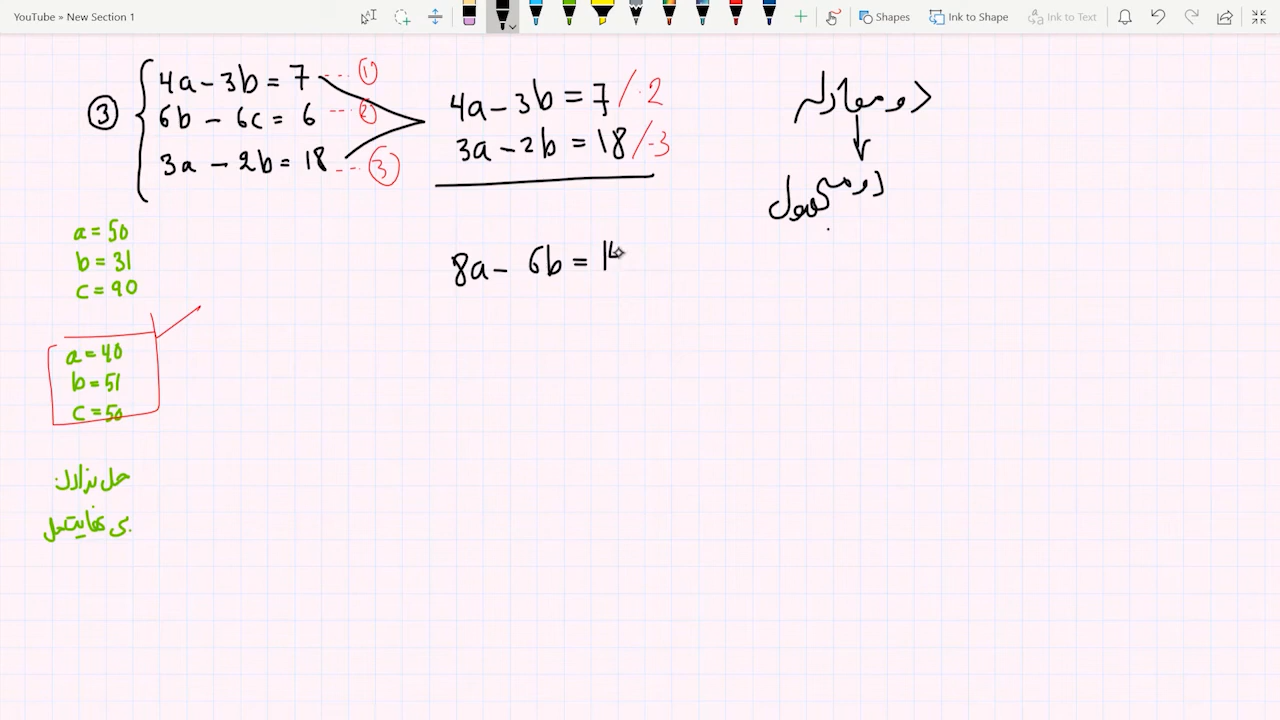 Youtube » New Section 1
Shapes
Ink to Shape
Ink to Text
③
4a - 3b = 7 ---- ①
6b - 6c = 6 ---- ②
3a - 2b = 18 ---- ③
4a - 3b = 7 / ·2
3a - 2b = 18 / ·-3
8a - 6b = 14
دو معادله
دو مجهول
a = 50
b = 31
c = 90
a = 40
b = 51
c = 50
حل ندارد
بی نهایت حل